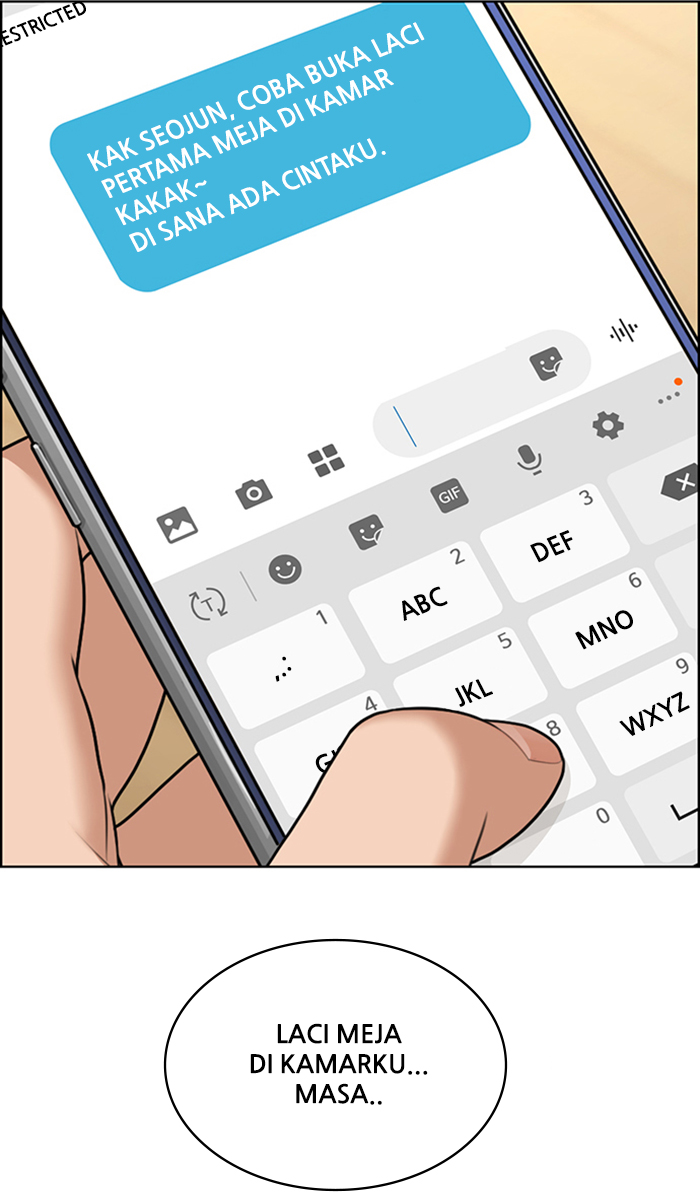 ESTRICTED
KAK SEOJUN, COBA BUKA LACI
PERTAMA MEJA DI KAMAR
KAKAK~
DI SANA ADA CINTAKU.
GIF
T
1
.,:
2
ABC
3
DEF
4
5
JKL
6
MNO
8
9
WXYZ
0
LACI MEJA
DI KAMARKU...
MASA..